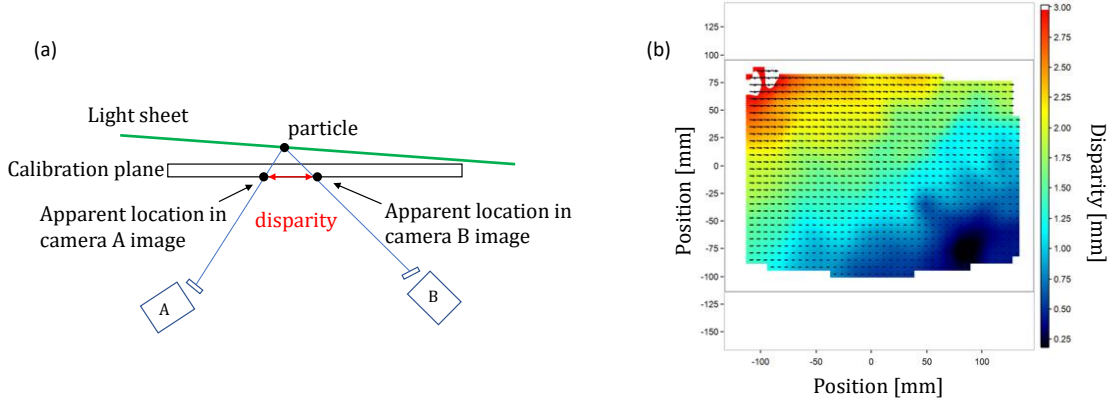 (a)
Light sheet
particle
Calibration plane
Apparent location in
camera A image
disparity
Apparent location in
camera B image
A
B
(b)
125
100
75
50
25
0
-25
-50
-75
-100
-125
-150
Position [mm]
-100
-50
0
50
100
Position [mm]
3.00
2.75
2.50
2.25
2.00
1.75
1.50
1.25
1.00
0.75
0.50
0.25
Disparity [mm]